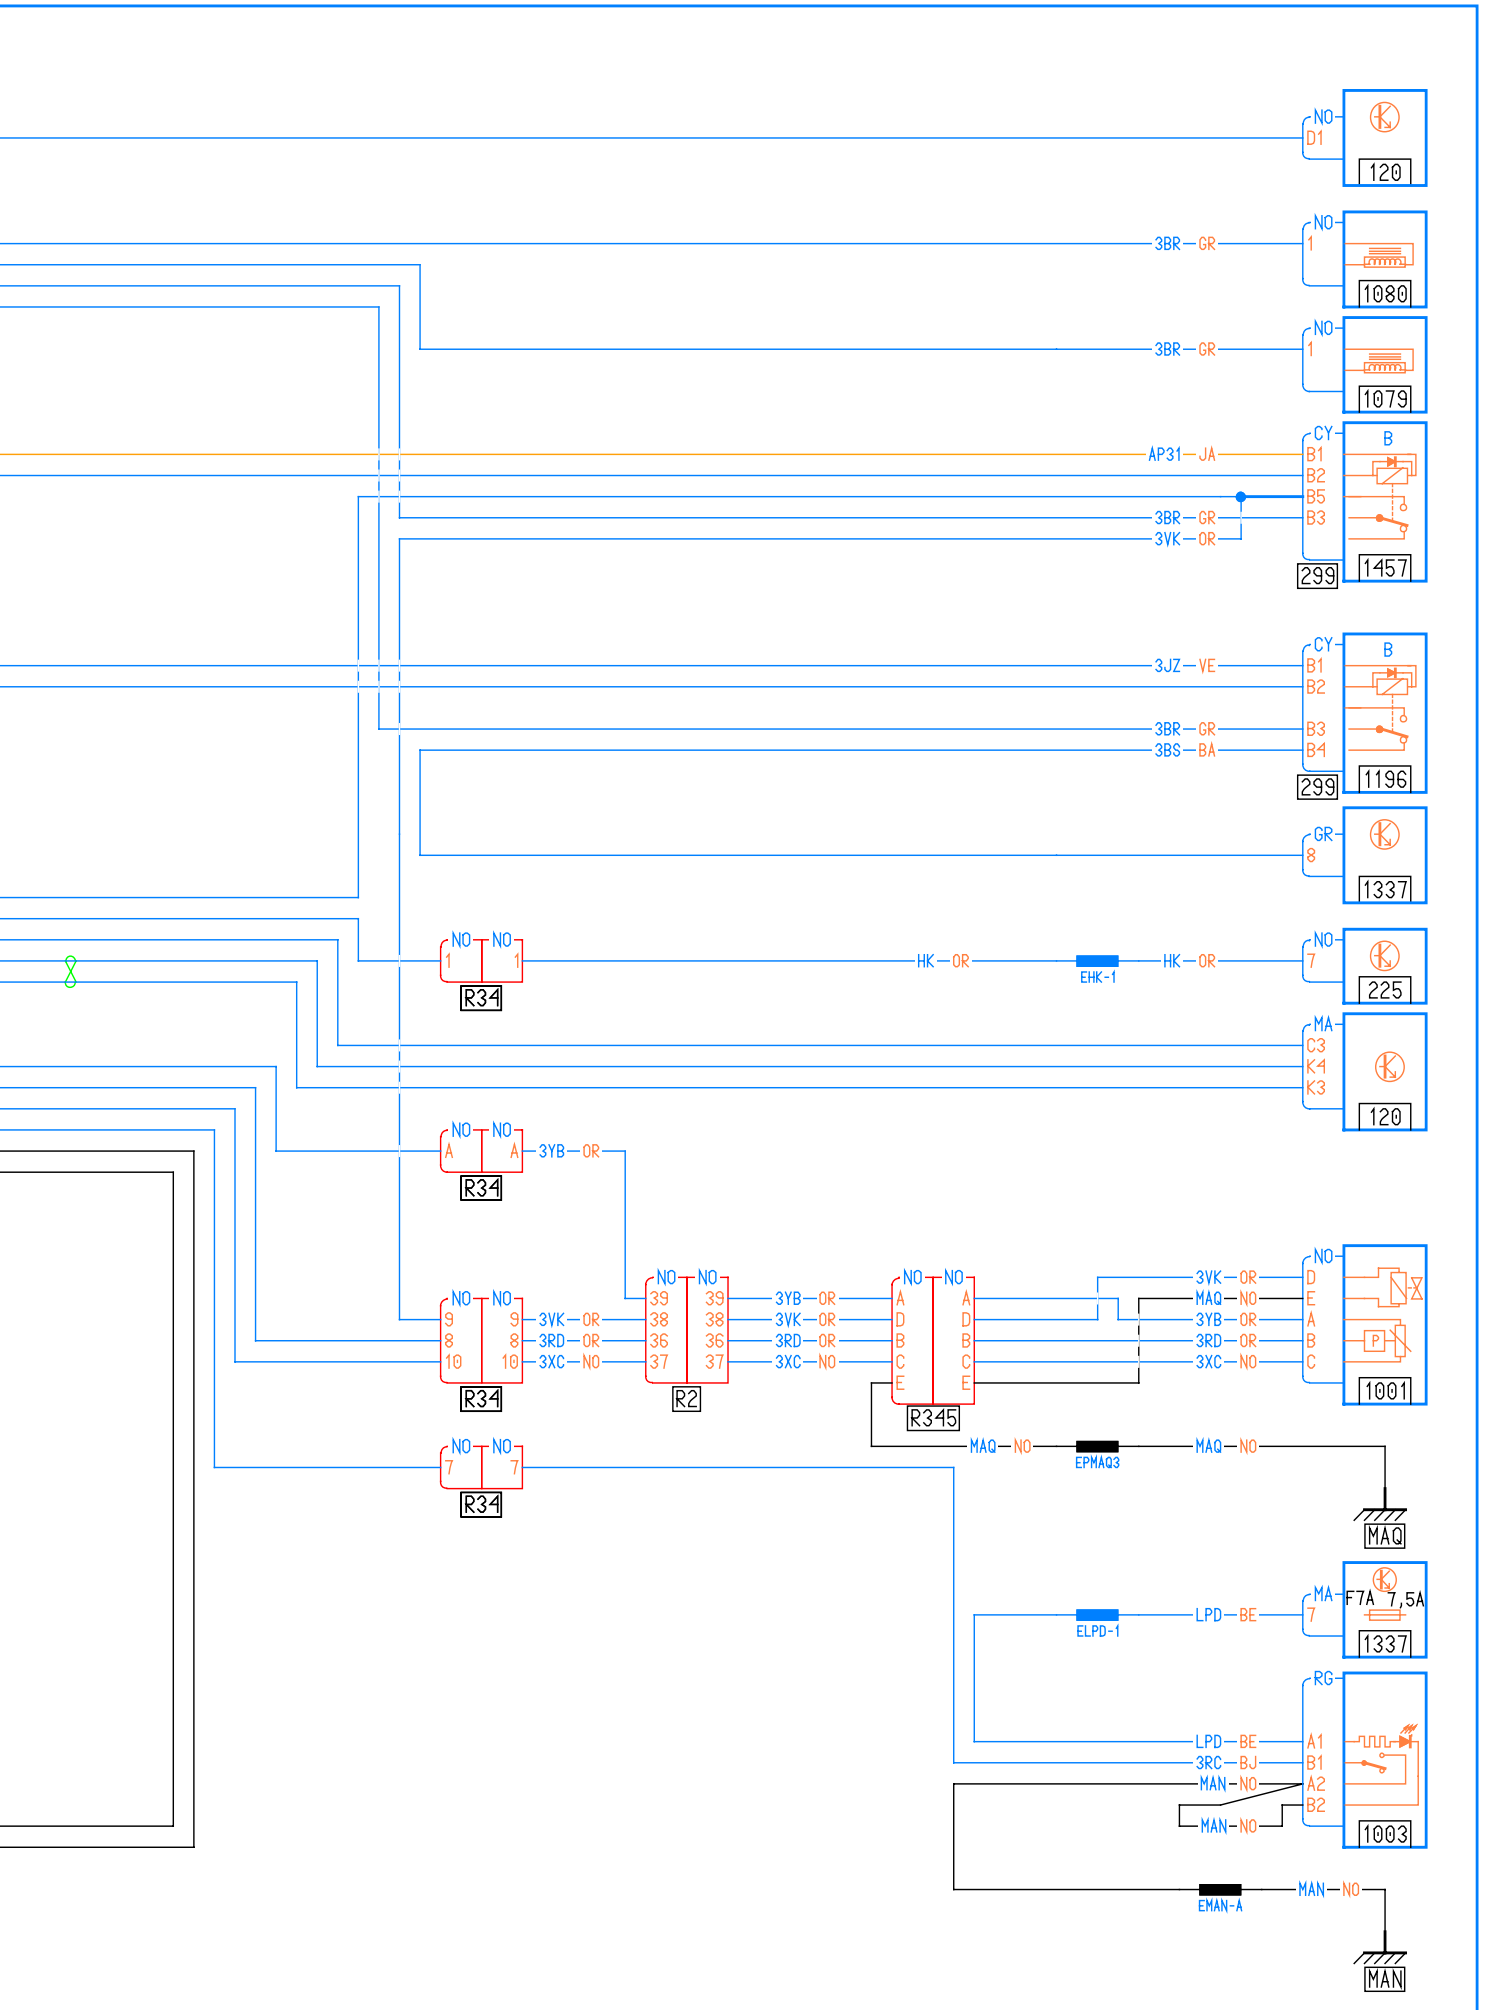 NO
D1
120
NO
3BR GR 1
1080
NO
3BR GR 1
1079
CY B
AP31 JA B1
B2
B5
3BR GR B3
3VK OR
1457
299
CY B
3JZ VE B1
B2
3BR GR B3
3BS BA B4
1196
299
GR
8
1337
NO NO NO
1 1 HK OR HK OR 7
EHK-1
R34 225
MA
C3
K4
K3
120
NO NO
A A 3YB OR
R34
NO
NO NO NO NO 3VK OR D
NO NO 39 39 3YB OR A A MAQ NO E
9 9 3VK OR 38 38 3VK OR D D 3YB OR A
8 8 3RD OR 36 36 3RD OR B B 3RD OR B P
10 10 3XC NO 37 37 3XC NO C C 3XC NO C
E E
R34 R2 1001
R345
NO NO MAQ NO MAQ NO
EPMAQ3
7 7
R34
MAQ
MA F7A 7,5A
LPD BE 7
ELPD-1
1337
RG
LPD BE A1
3RC BJ B1
MAN NO A2
B2
MAN NO
1003
MAN NO
EMAN-A
MAN